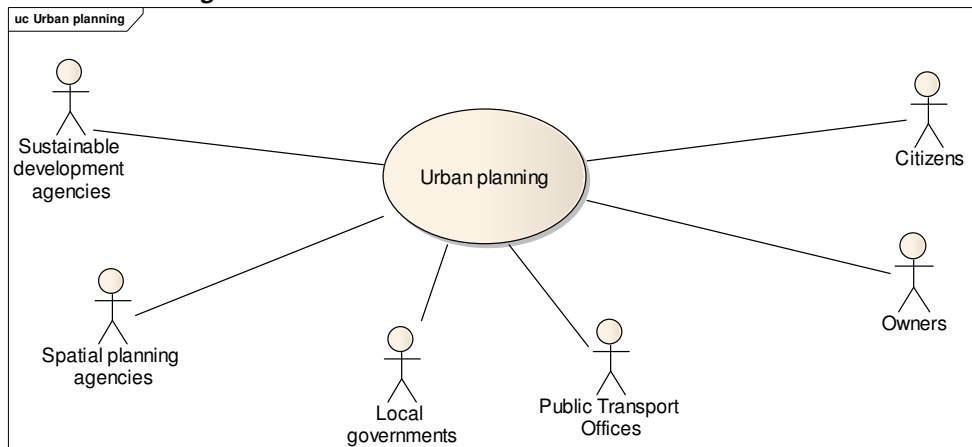 uc Urban planning
Sustainable
development
agencies
Urban planning
Citizens
Owners
Spatial planning
agencies
Local
governments
Public Transport
Offices